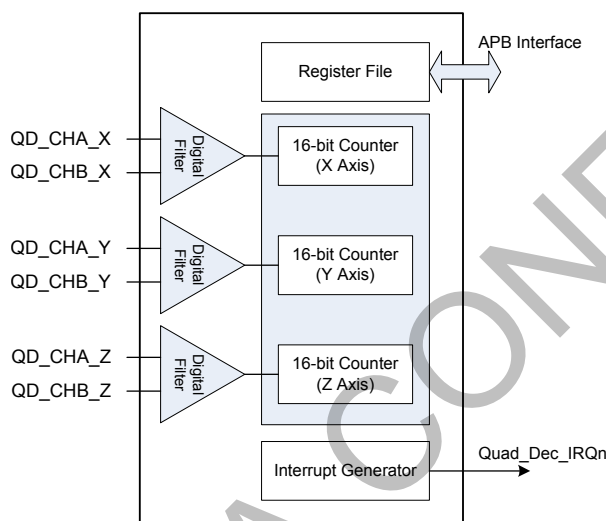 Register File
APB Interface
QD_CHA_X
QD_CHB_X
Digital
Filter
16-bit Counter
(X Axis)
QD_CHA_Y
QD_CHB_Y
Digital
Filter
16-bit Counter
(Y Axis)
QD_CHA_Z
QD_CHB_Z
Digital
Filter
16-bit Counter
(Z Axis)
Interrupt Generator
Quad_Dec_IRQn